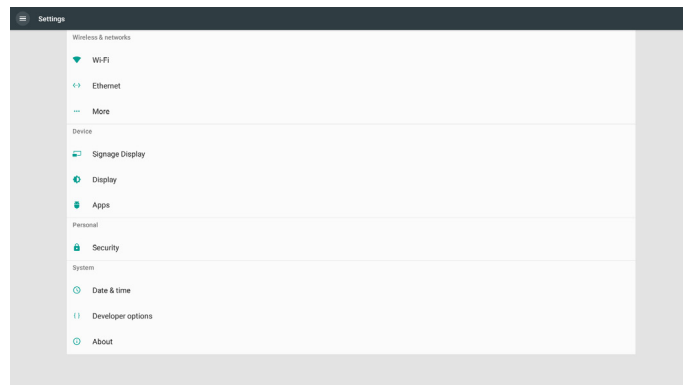 Settings
Wireless & networks
Wi-Fi
Ethernet
More
Device
Signage Display
Display
Apps
Personal
Security
System
Date & time
Developer options
About